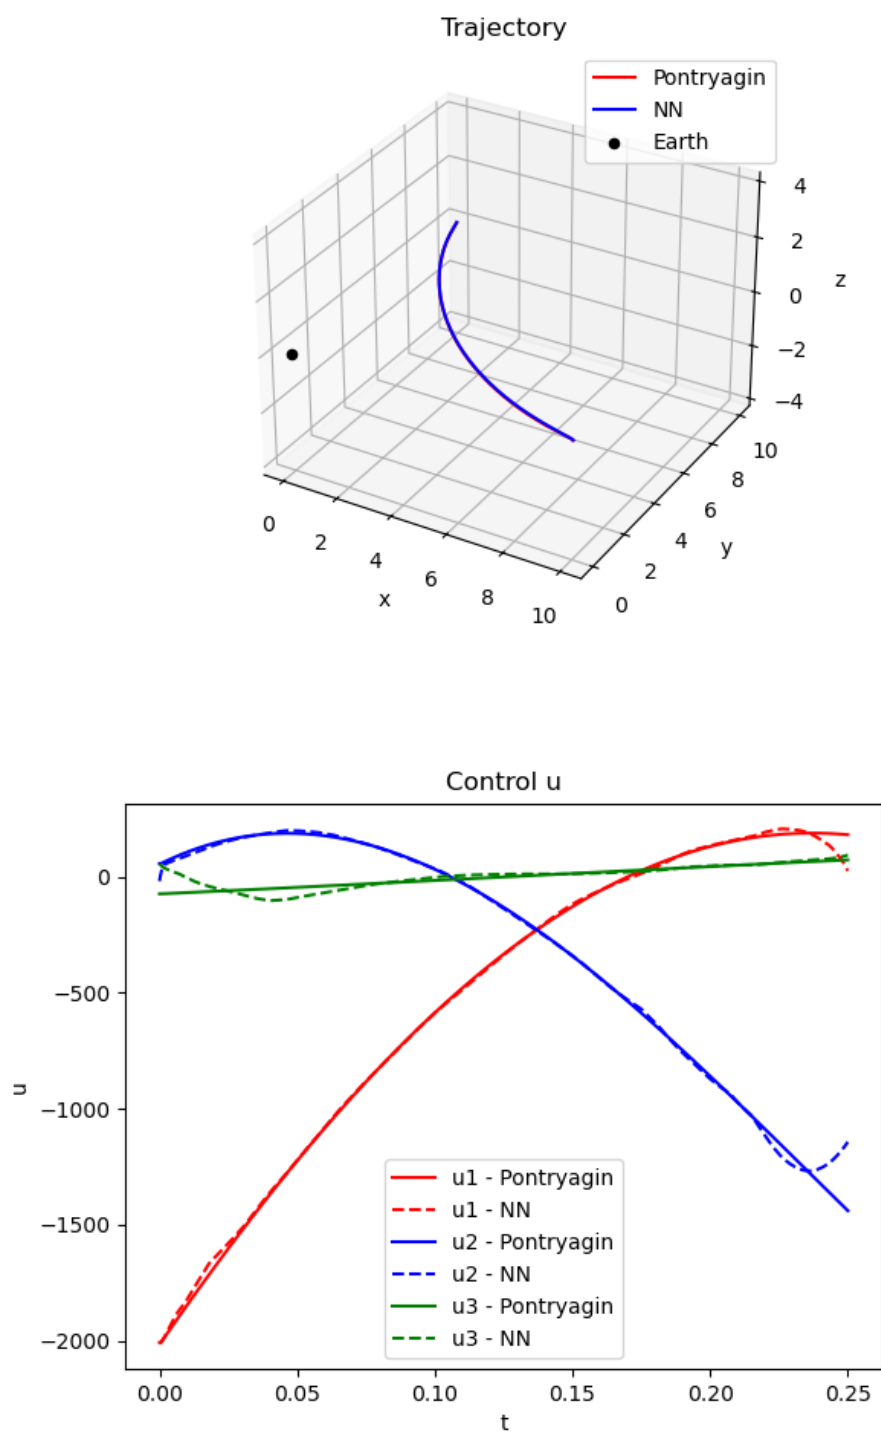 Trajectory
Pontryagin
NN
Earth
4
2
0
−2
−4
z
10
8
6
4
2
0
y
0
2
4
6
8
10
x
Control u
0
−500
−1000
−1500
−2000
u
u1 - Pontryagin
u1 - NN
u2 - Pontryagin
u2 - NN
u3 - Pontryagin
u3 - NN
0.00 0.05 0.10 0.15 0.20 0.25
t